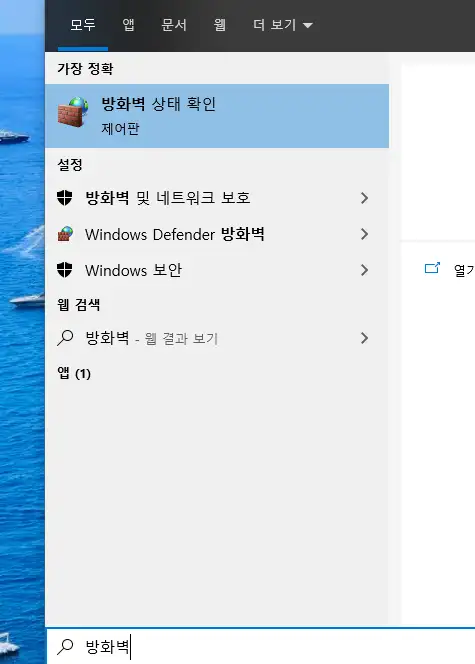 모두 앱 문서 웹 더 보기
가장 정확
방화벽 상태 확인
제어판
설정
방화벽 및 네트워크 보호
Windows Defender 방화벽
Windows 보안
웹 검색
방화벽 - 웹 결과 보기
앱 (1)
열기
방화벽